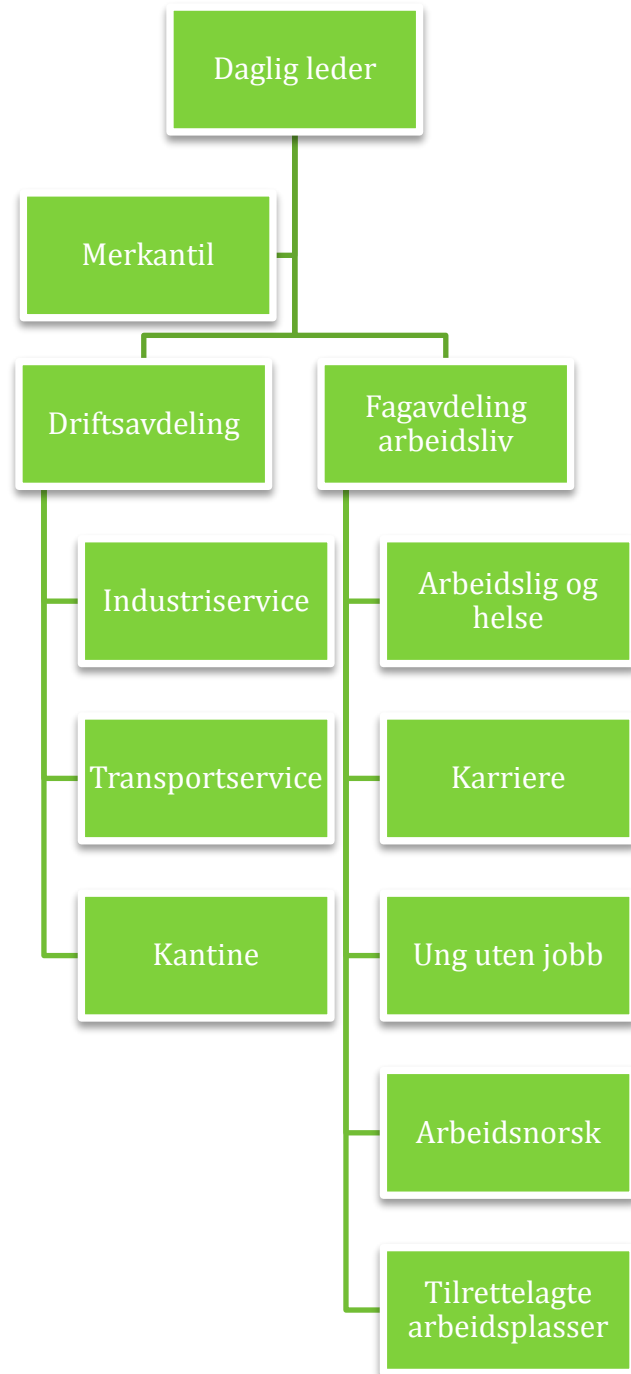 Daglig leder
Merkantil
Driftsavdeling
Fagavdeling
arbeidsliv
Industriservice
Transportservice
Kantine
Arbeidslig og
helse
Karriere
Ung uten jobb
Arbeidsnorsk
Tilrettelagte
arbeidsplasser